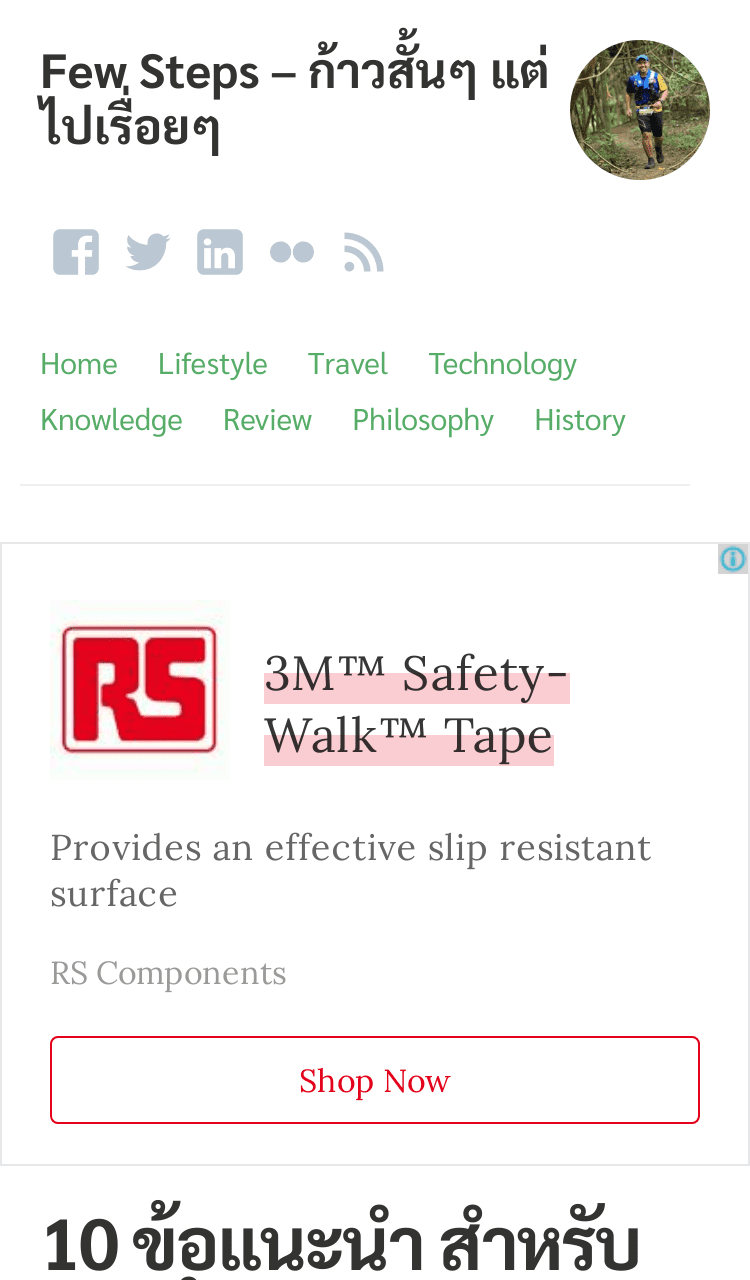 Few Steps – ก้าวสั้นๆ แต่
ไปเรื่อยๆ
Home Lifestyle Travel Technology
Knowledge Review Philosophy History
RS
3M™ Safety-
Walk™ Tape
Provides an effective slip resistant
surface
RS Components
Shop Now
10 ข้อแนะนำ สำหรับ